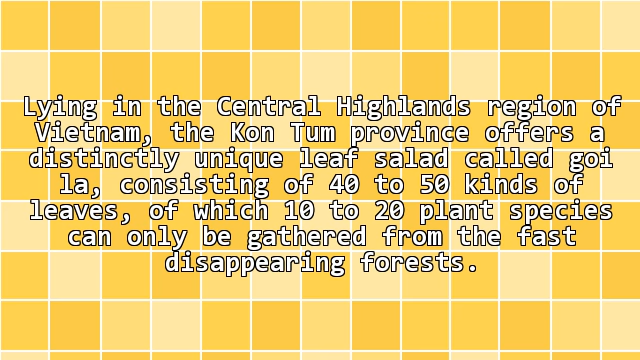 Lying in the Central Highlands region of
Vietnam, the Kon Tum province offers a
distinctly unique leaf salad called goi
la, consisting of 40 to 50 kinds of
leaves, of which 10 to 20 plant species
can only be gathered from the fast
disappearing forests.